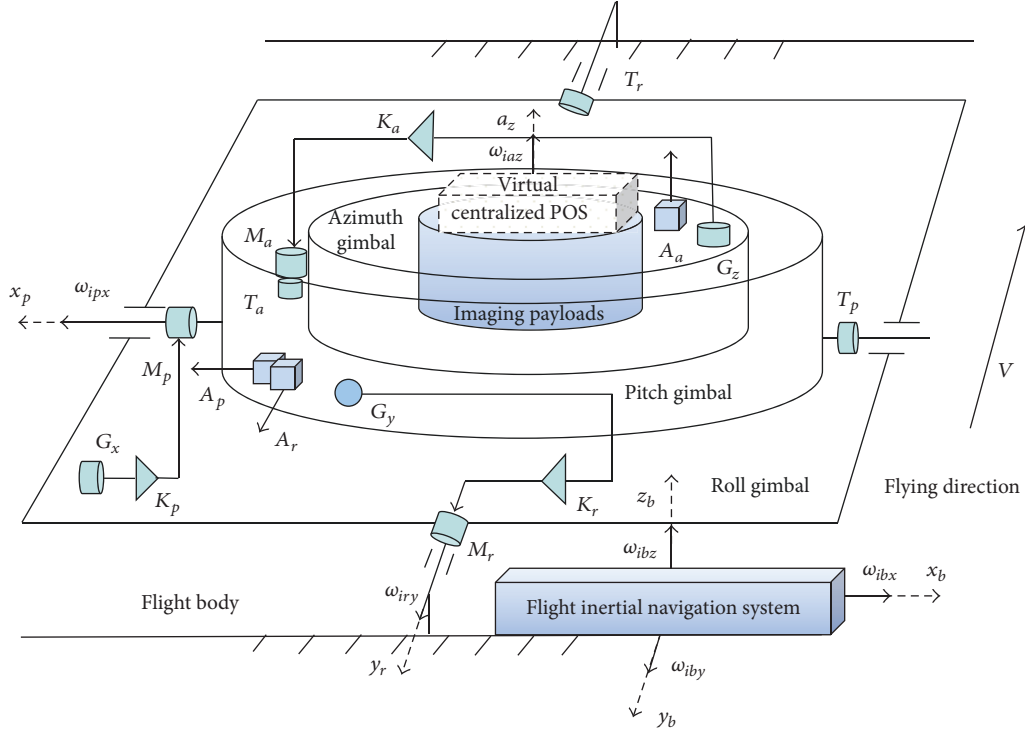 T_r
K_a
a_z
ω_iaz
Virtual
centralized POS
Azimuth
gimbal
M_a
A_a
G_z
x_p
ω_ipx
T_a
Imaging payloads
T_p
M_p
A_p
G_y
Pitch gimbal
V
A_r
G_x
K_p
K_r
z_b
Roll gimbal
Flying direction
M_r
ω_ibz
ω_ibx
x_b
Flight body
ω_iry
Flight inertial navigation system
y_r
ω_iby
y_b